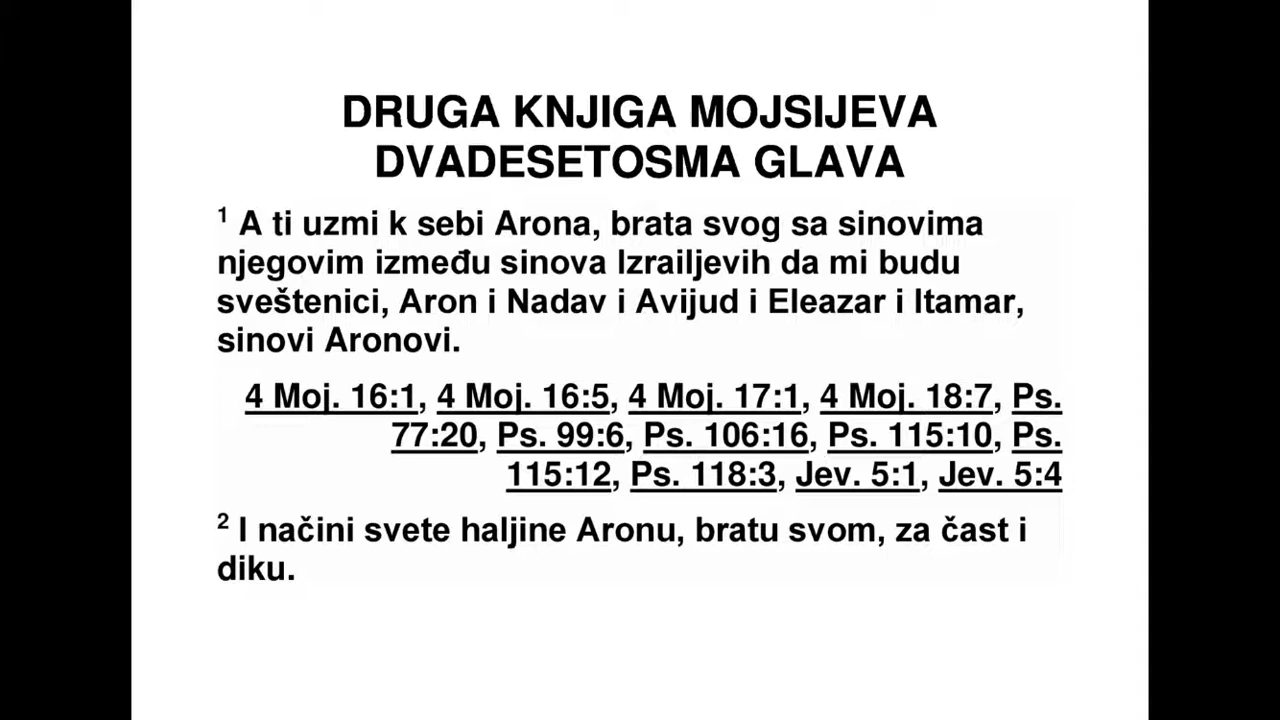 DRUGA KNJIGA MOJSIJEVA
DVADESETOSMA GLAVA
1 A ti uzmi k sebi Arona, brata svog sa sinovima
njegovim između sinova Izrailjevih da mi budu
sveštenici, Aron i Nadav i Avijud i Eleazar i Itamar,
sinovi Aronovi.
4 Moj. 16:1, 4 Moj. 16:5, 4 Moj. 17:1, 4 Moj. 18:7, Ps.
77:20, Ps. 99:6, Ps. 106:16, Ps. 115:10, Ps.
115:12, Ps. 118:3, Jev. 5:1, Jev. 5:4
2 I načini svete haljine Aronu, bratu svom, za čast i
diku.